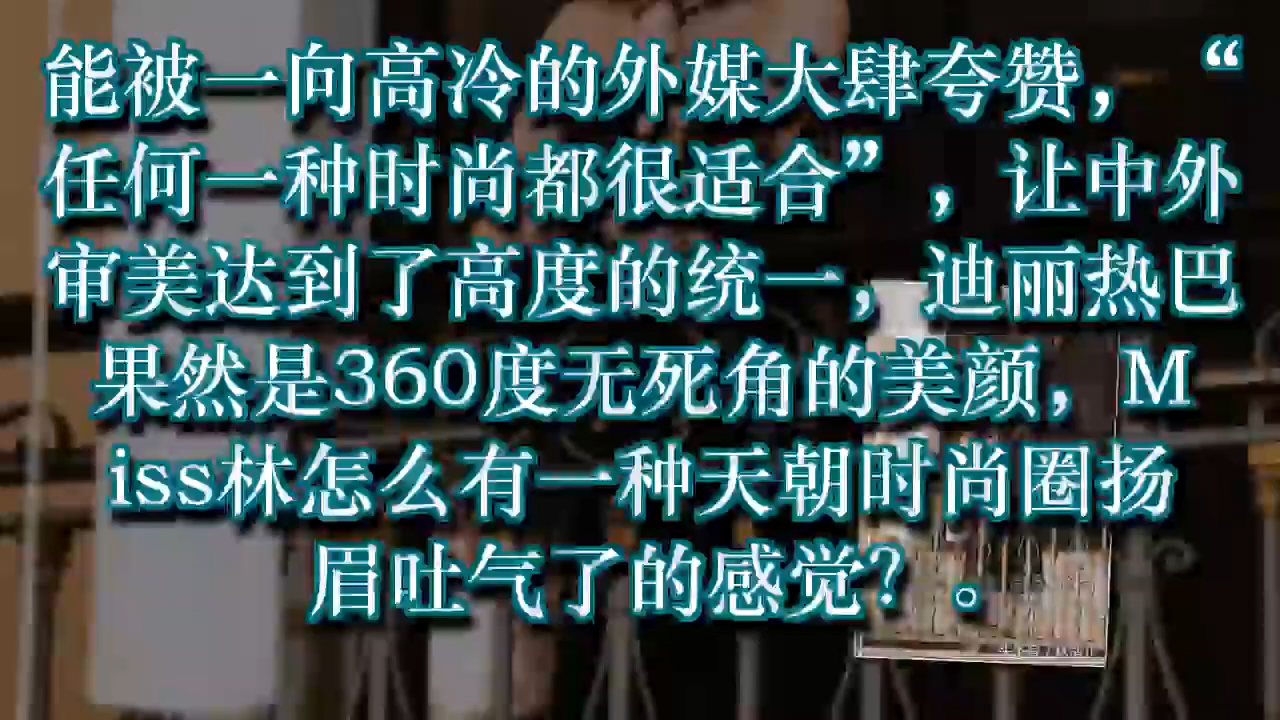 能被一向高冷的外媒大肆夸赞，“
任何一种时尚都很适合”，让中外
审美达到了高度的统一，迪丽热巴
果然是360度无死角的美颜，M
iss林怎么有一种天朝时尚圈扬
眉吐气了的感觉？。